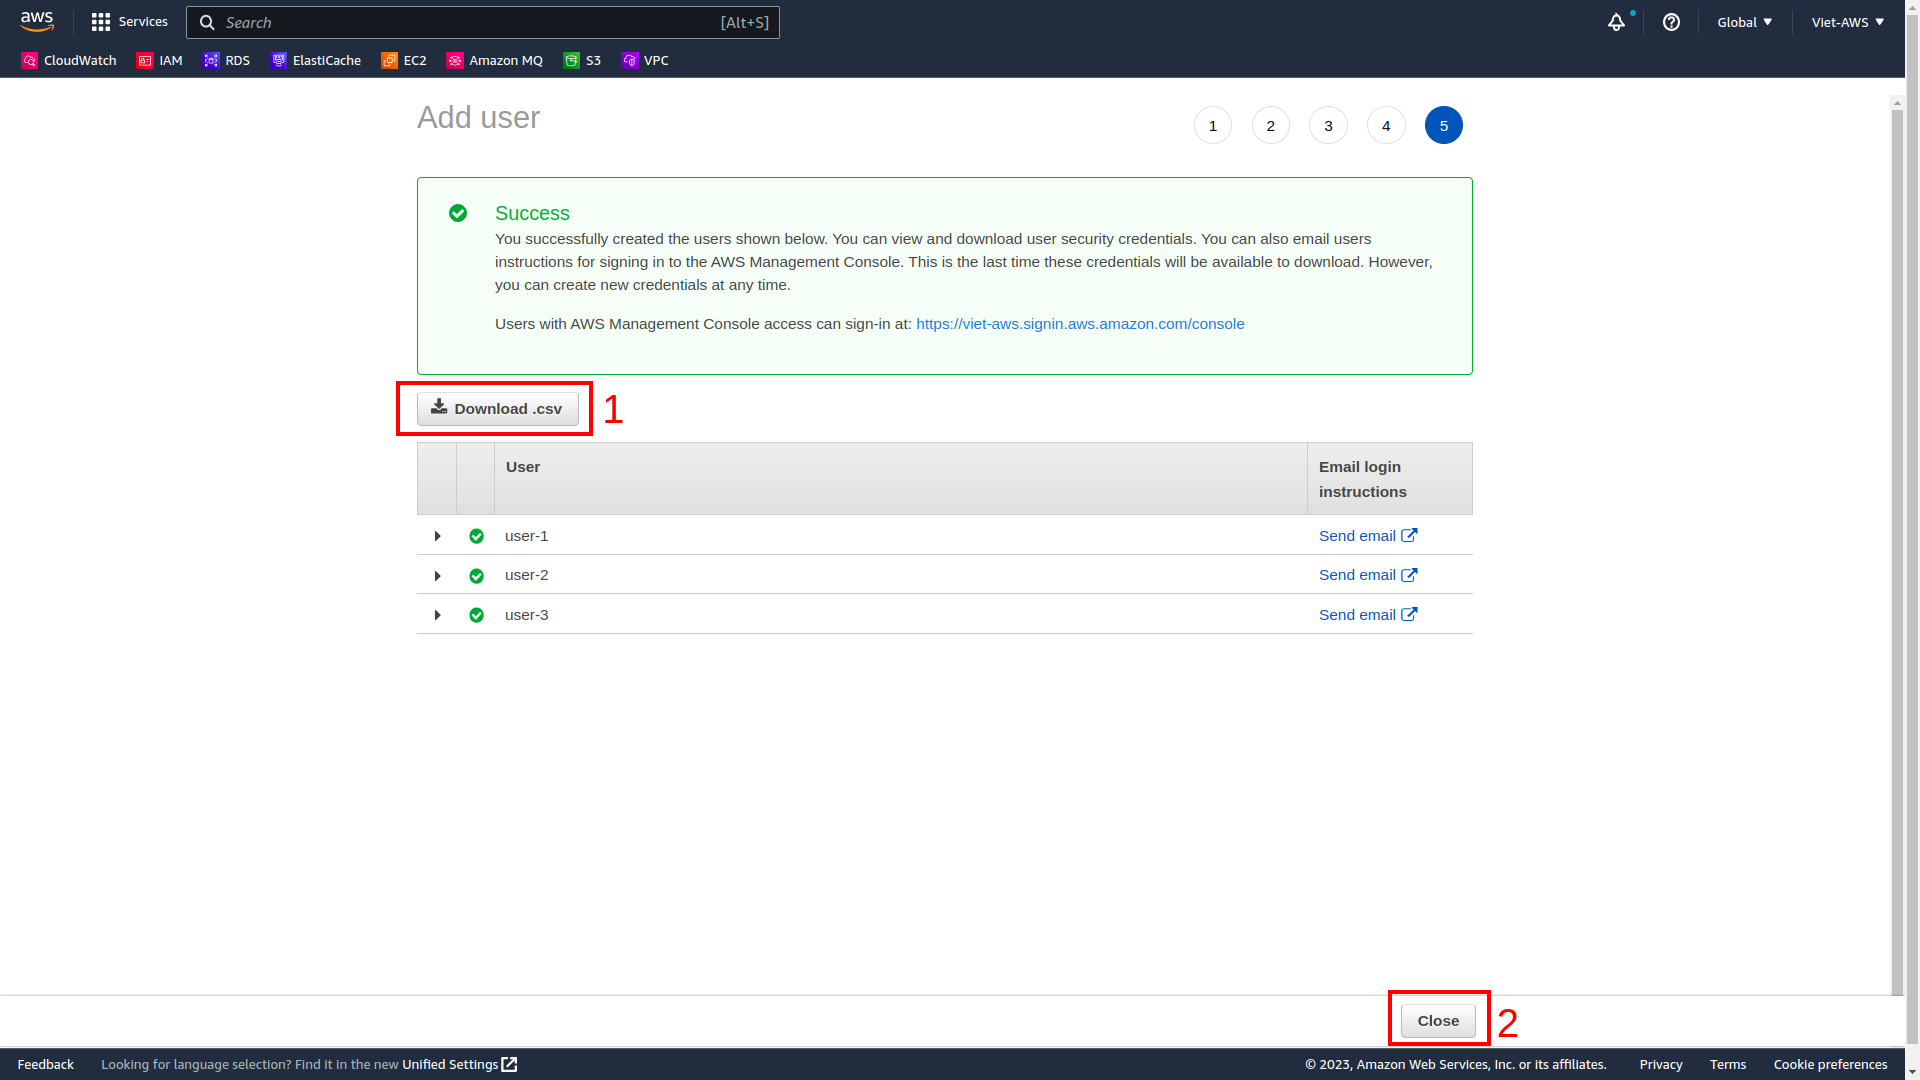 aws
Services
Search
[Alt+S]
Global
Viet-AWS
CloudWatch
IAM
RDS
ElastiCache
EC2
Amazon MQ
S3
VPC
Add user
1
2
3
4
5
Success
You successfully created the users shown below. You can view and download user security credentials. You can also email users
instructions for signing in to the AWS Management Console. This is the last time these credentials will be available to download. However,
you can create new credentials at any time.
Users with AWS Management Console access can sign-in at: https://viet-aws.signin.aws.amazon.com/console
Download .csv
1
User
Email login
instructions
user-1
Send email
user-2
Send email
user-3
Send email
Close
2
Feedback
Looking for language selection? Find it in the new Unified Settings
© 2023, Amazon Web Services, Inc. or its affiliates.
Privacy
Terms
Cookie preferences